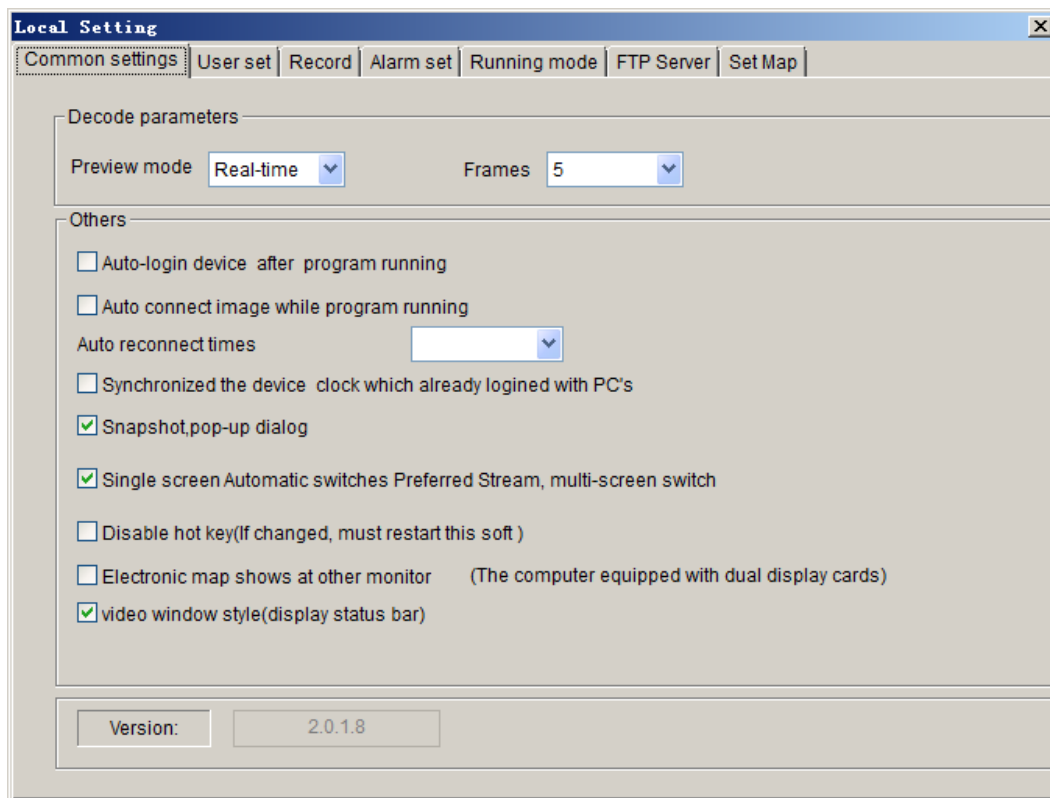 Local Setting
Common settings User set Record Alarm set Running mode FTP Server Set Map
Decode parameters
Preview mode Real-time Frames 5
Others
Auto-login device after program running
Auto connect image while program running
Auto reconnect times
Synchronized the device clock which already logined with PC's
Snapshot,pop-up dialog
Single screen Automatic switches Preferred Stream, multi-screen switch
Disable hot key(If changed, must restart this soft )
Electronic map shows at other monitor (The computer equipped with dual display cards)
video window style(display status bar)
Version: 2.0.1.8